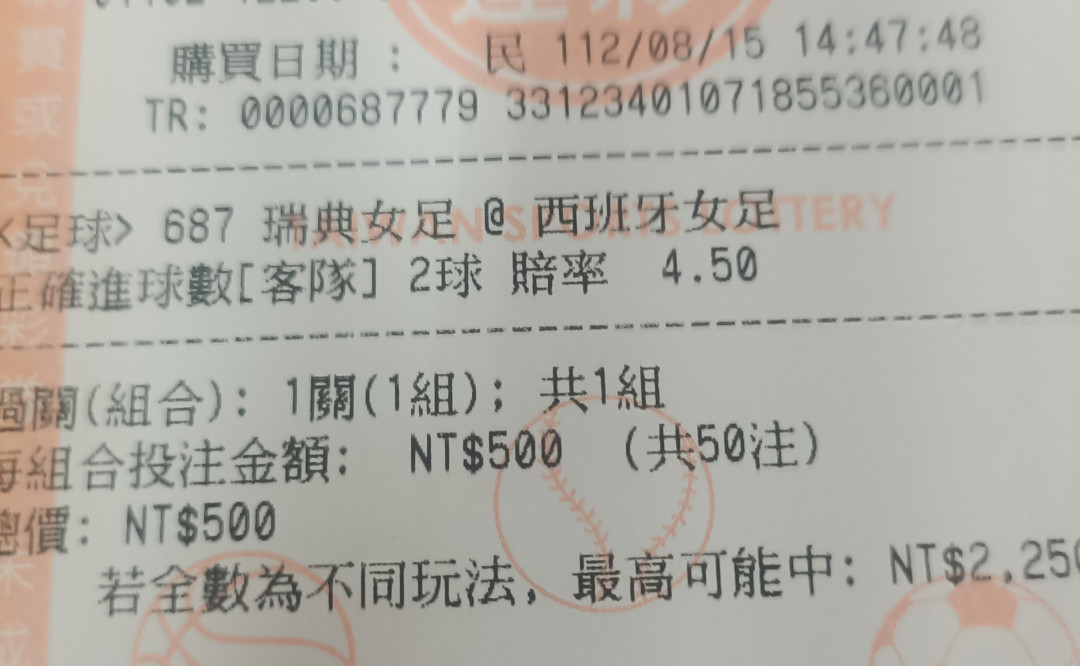 購買日期 : 民 112/08/15 14:47:48
TR: 0000687779 33123401071855360001
<足球> 687 瑞典女足 @ 西班牙女足
正確進球數[客隊] 2球 賠率 4.50
過關(組合): 1關(1組); 共1組
每組合投注金額: NT$500 (共50注)
總價: NT$500
若全數為不同玩法, 最高可能中: NT$2,250